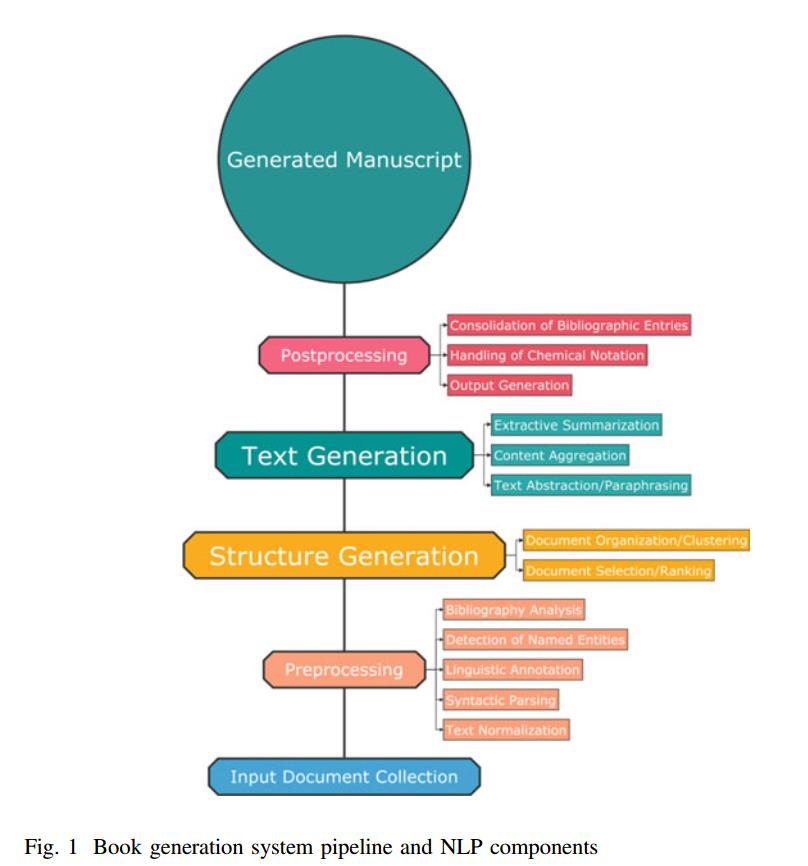 Generated Manuscript
Postprocessing
Consolidation of Bibliographic Entries
Handling of Chemical Notation
Output Generation
Text Generation
Extractive Summarization
Content Aggregation
Text Abstraction/Paraphrasing
Structure Generation
Document Organization/Clustering
Document Selection/Ranking
Preprocessing
Bibliography Analysis
Detection of Named Entities
Linguistic Annotation
Syntactic Parsing
Text Normalization
Input Document Collection
Fig. 1 Book generation system pipeline and NLP components